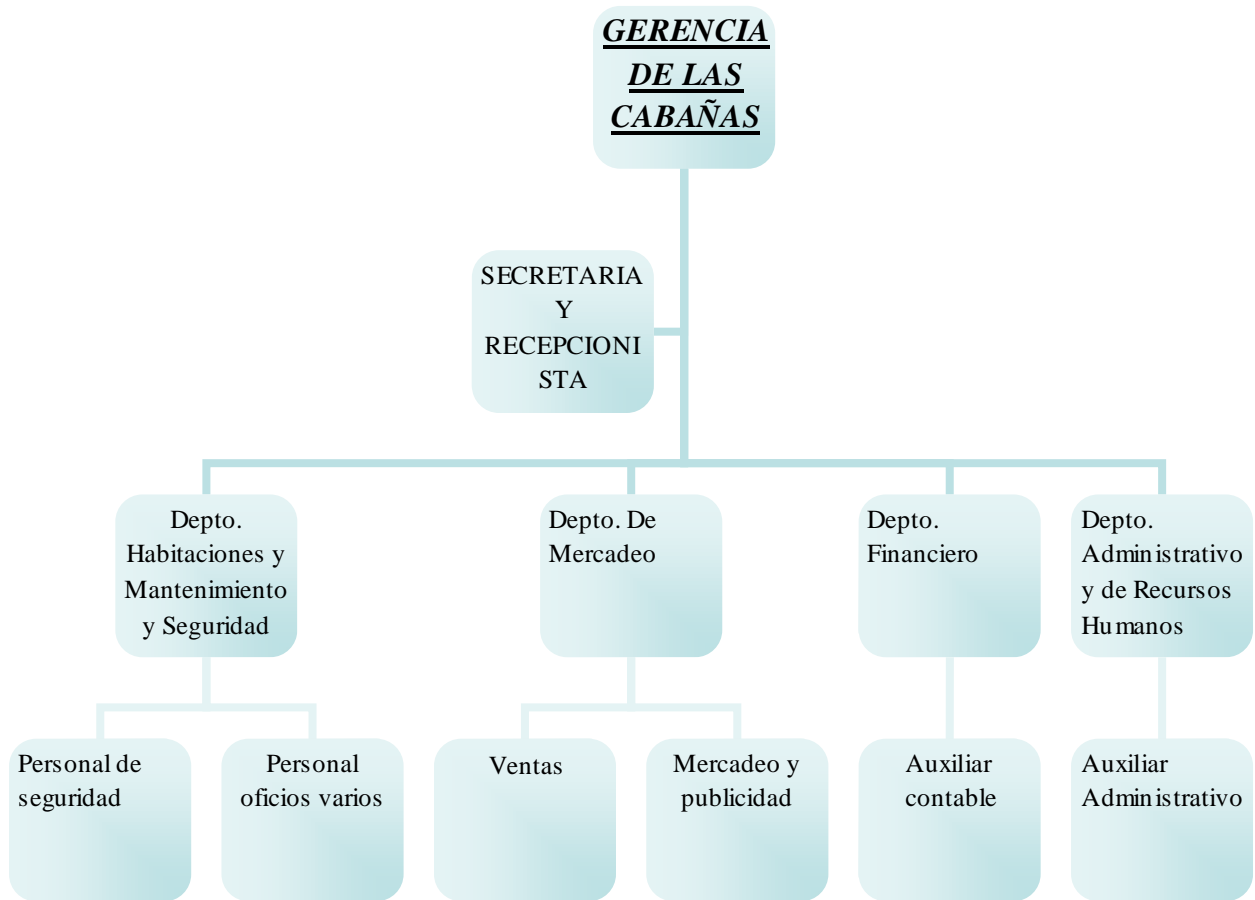 GERENCIA
DE LAS
CABAÑAS
SECRETARIA
Y
RECEPCIONI
STA
Depto.
Habitaciones y
Mantenimiento
y Seguridad
Depto. De
Mercadeo
Depto.
Financiero
Depto.
Administrativo
y de Recursos
Humanos
Personal de
seguridad
Personal
oficios varios
Ventas
Mercadeo y
publicidad
Auxiliar
contable
Auxiliar
Administrativo